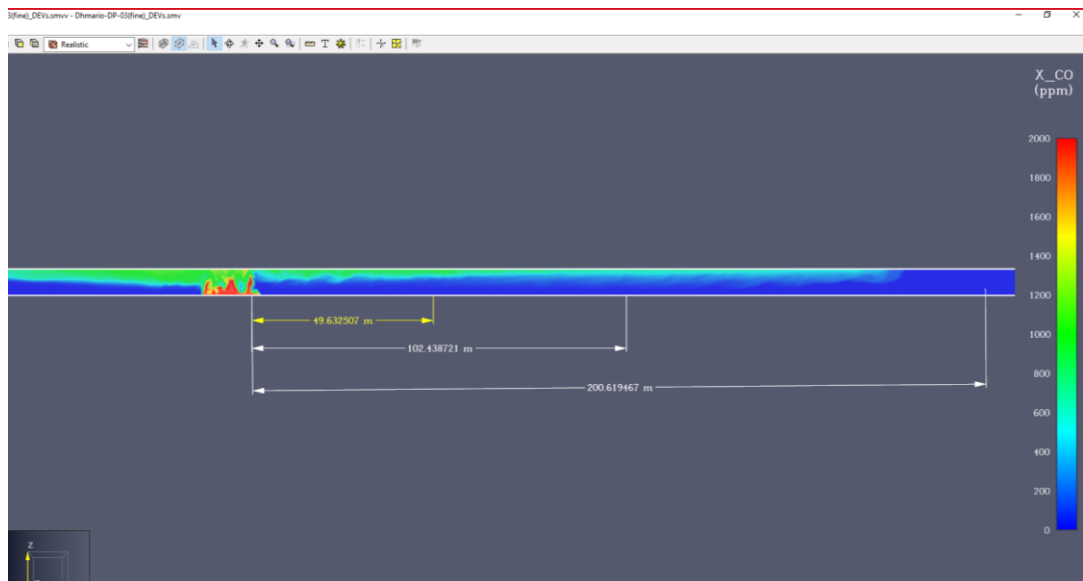 3(fine)_DEVs.smvv - Dhmario-DP-03(fine)_DEVs.smv
Realistic
T
X_CO
(ppm)
2000
1800
1600
1400
1200
1000
800
600
400
200
0
49.632507 m
102.438721 m
200.619467 m
Z